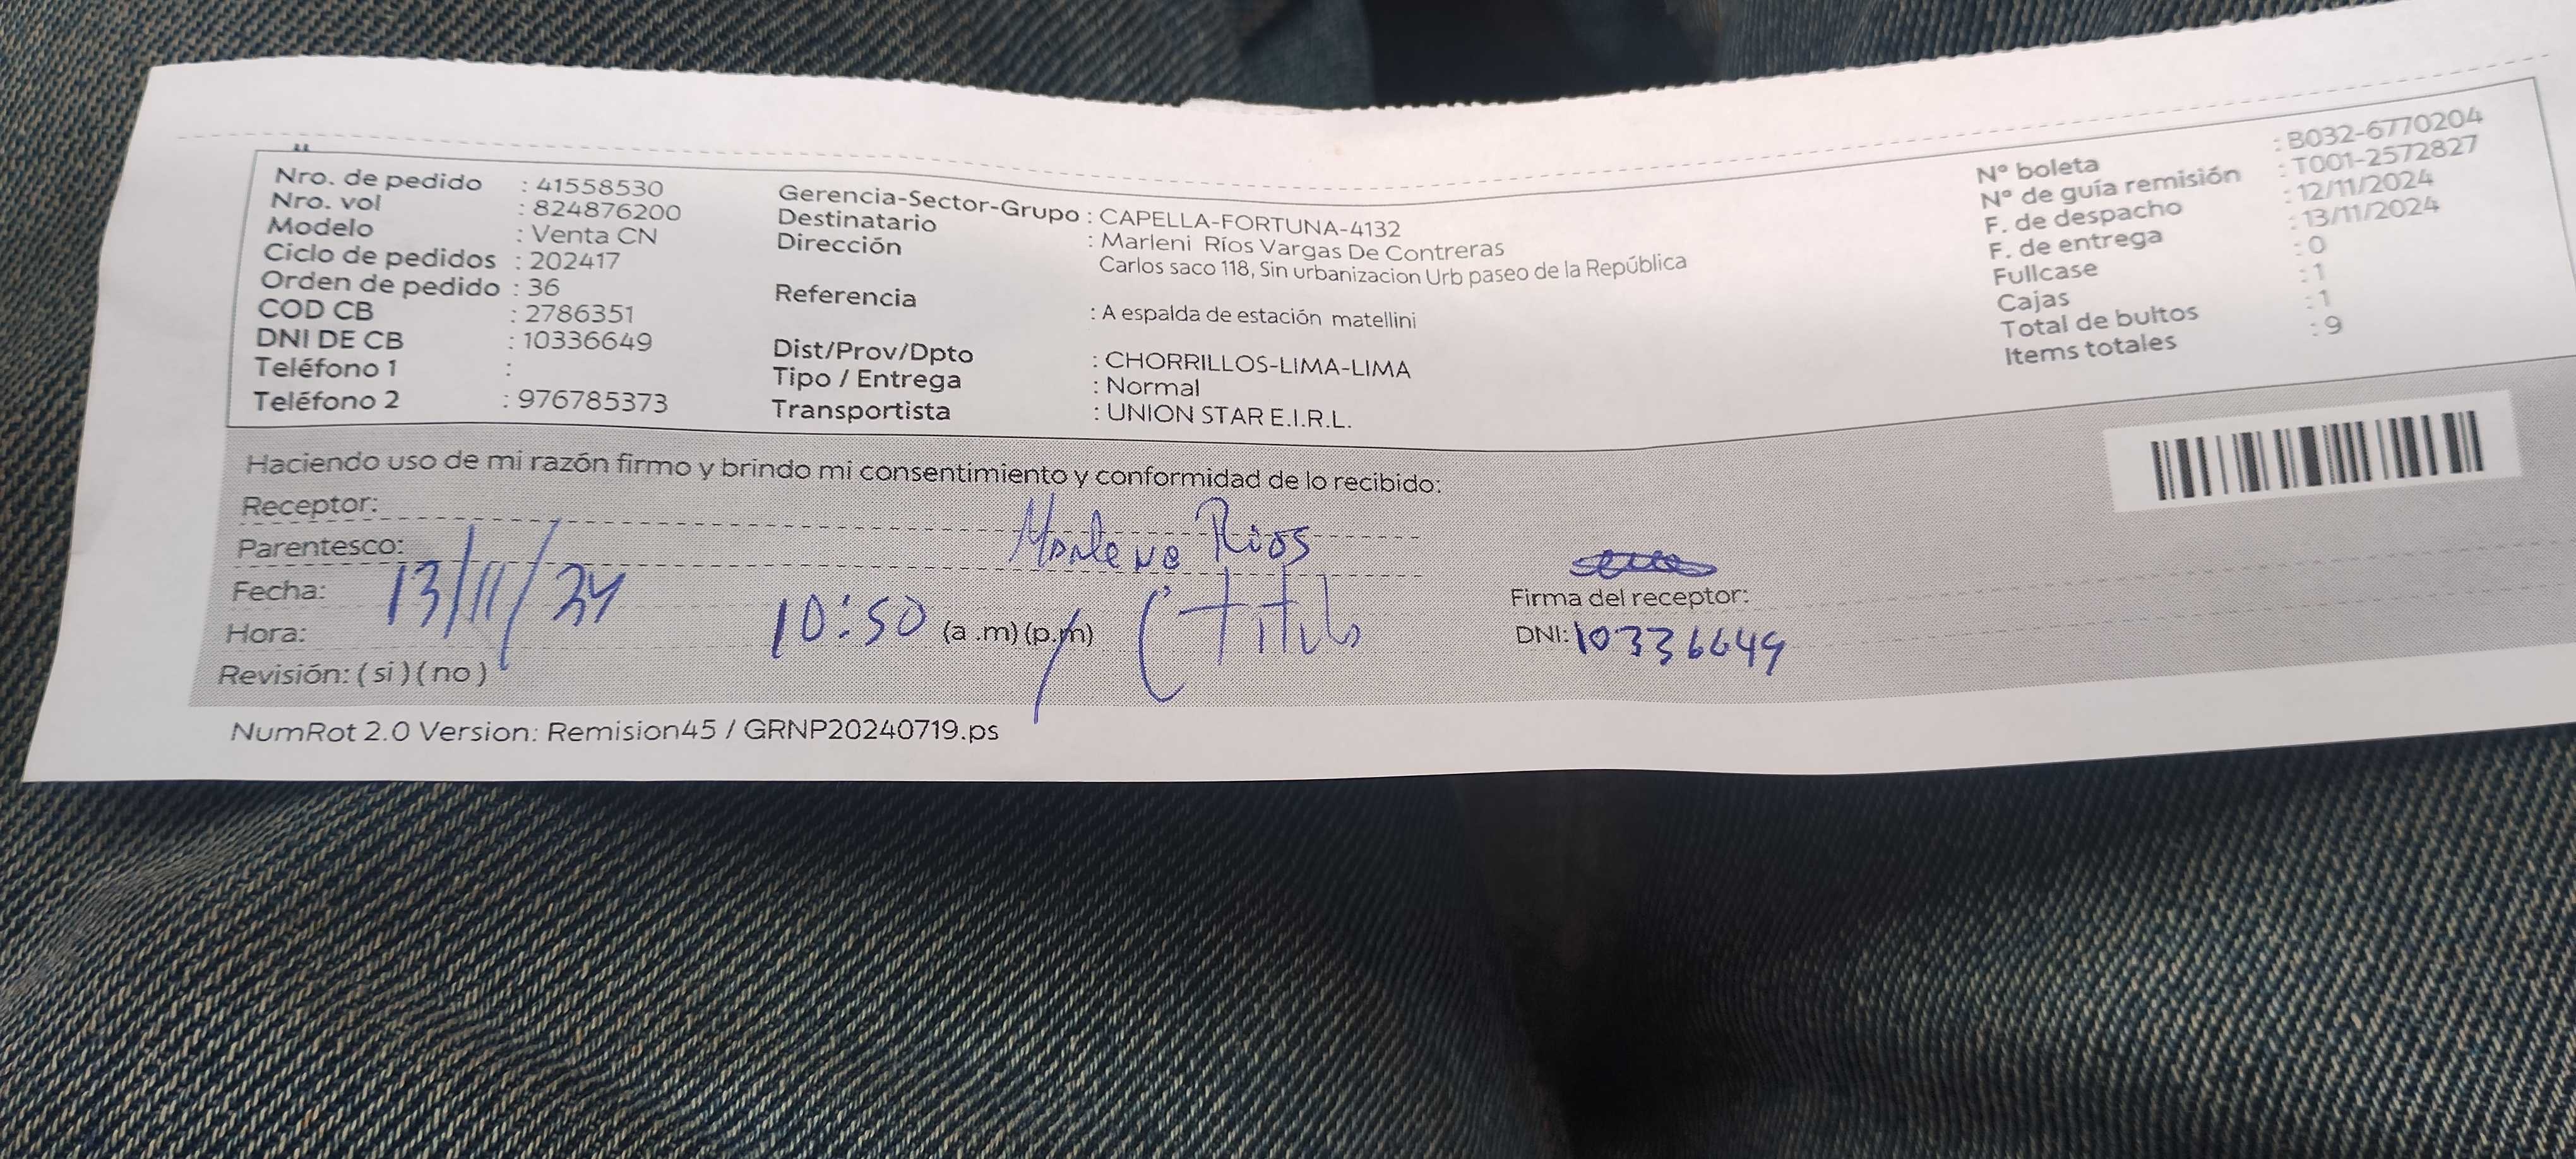 Nro. de pedido : 41558530
Nro. vol : 824876200
Modelo : Venta CN
Ciclo de pedidos : 202417
Orden de pedido : 36
COD CB : 2786351
DNI DE CB : 10336649
Teléfono 1 :
Teléfono 2 : 976785373
Gerencia-Sector-Grupo : CAPELLA-FORTUNA-4132
Destinatario : Marleni Ríos Vargas De Contreras
Dirección Carlos saco 118, Sin urbanizacion Urb paseo de la República
Referencia : A espalda de estación matellini
Dist/Prov/Dpto : CHORRILLOS-LIMA-LIMA
Tipo / Entrega : Normal
Transportista : UNION STAR E.I.R.L.
N° boleta : B032-6770204
N° de guía remisión : T001-2572827
F. de despacho : 12/11/2024
F. de entrega : 13/11/2024
Fullcase : 0
Cajas : 1
Total de bultos : 1
Items totales : 9
Haciendo uso de mi razón firmo y brindo mi consentimiento y conformidad de lo recibido:
Receptor:
Rios
Parentesco:
Fecha: 13/11/24
Hora: 10:50 (a .m) (p.m)
Revisión: ( si ) ( no )
Firma del receptor:
DNI: 10336649
NumRot 2.0 Version: Remision45 / GRNP20240719.ps